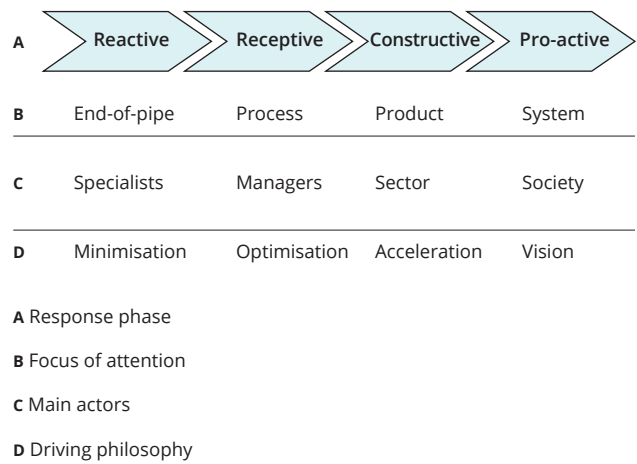 A Reactive Receptive Constructive Pro-active
B End-of-pipe Process Product System
C Specialists Managers Sector Society
D Minimisation Optimisation Acceleration Vision
A Response phase
B Focus of attention
C Main actors
D Driving philosophy